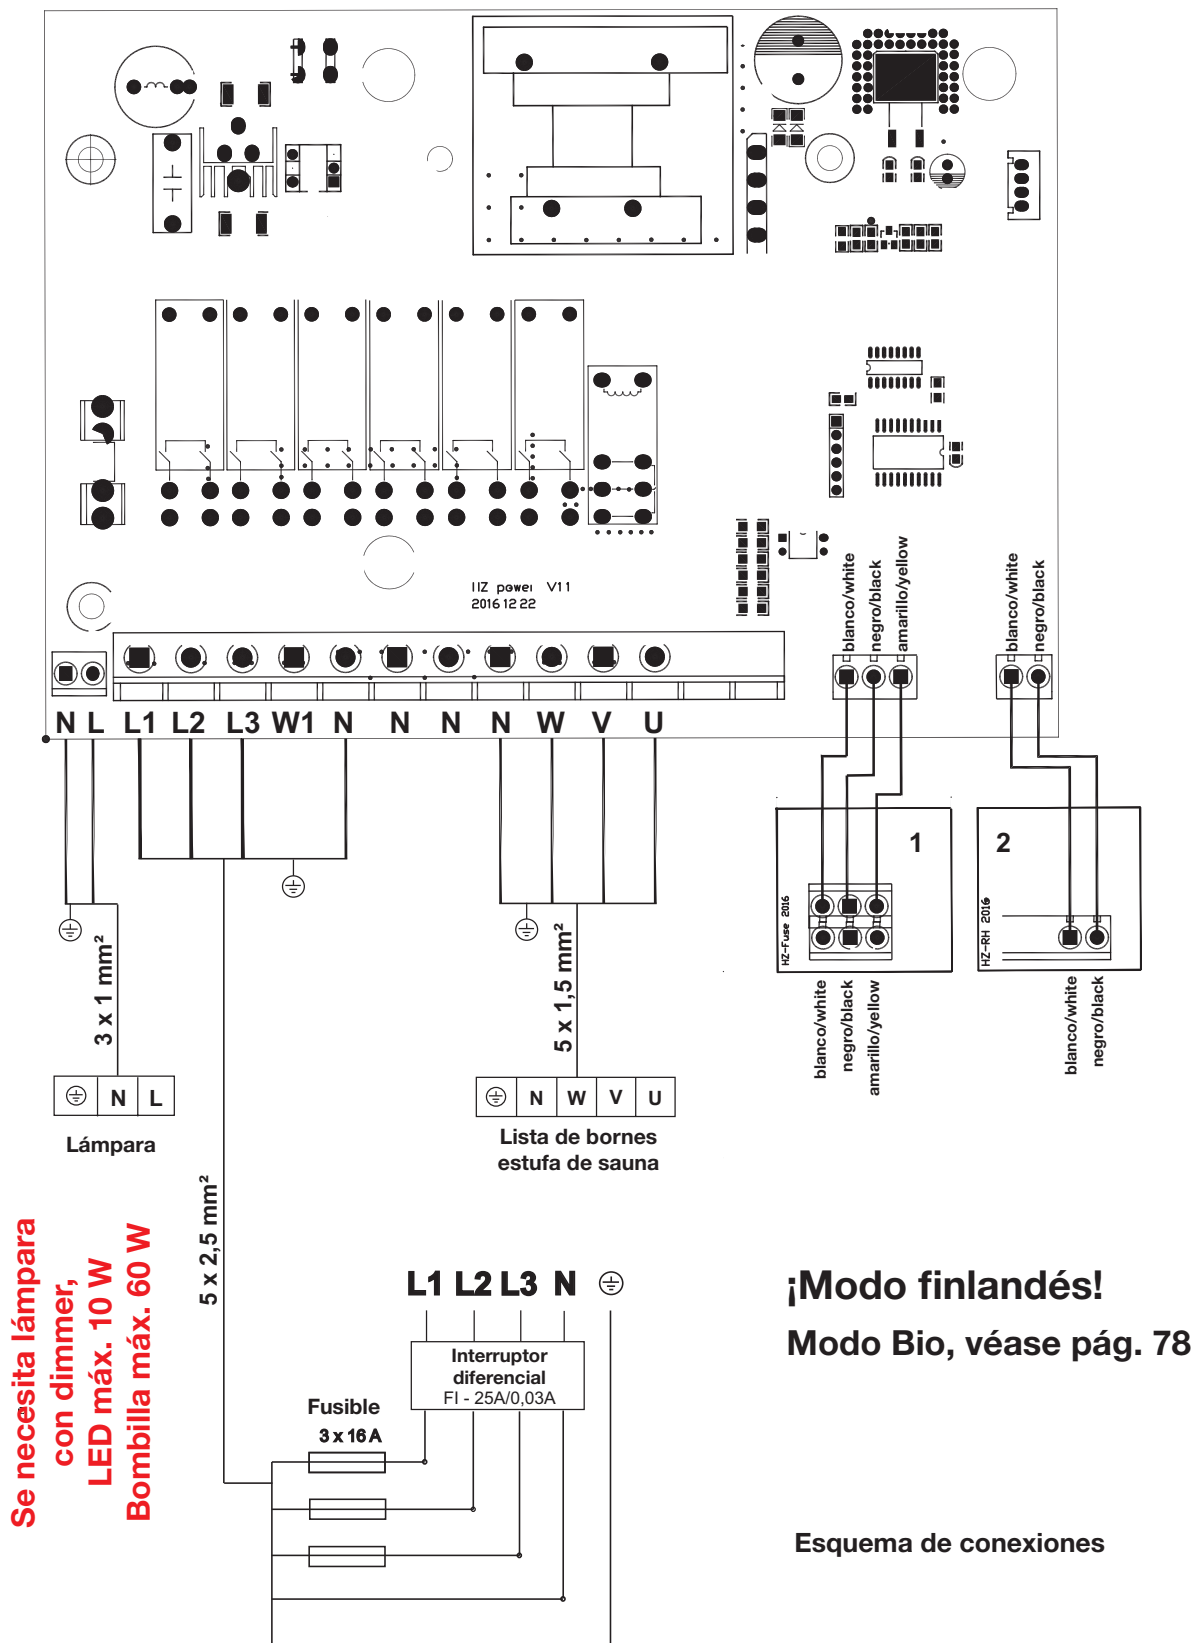 IIZ power V11
2016 12 22
blanco/white
negro/black
amarillo/yellow
blanco/white
negro/black
N L L1 L2 L3 W1 N N N N W V U
1
HZ-Fuse 2016
2
HZ-RH 2016
blanco/white
negro/black
amarillo/yellow
blanco/white
negro/black
3 x 1 mm²
5 x 1,5 mm²
N L
Lámpara
N W V U
Lista de bornes
estufa de sauna
5 x 2,5 mm²
Se necesita lámpara
con dimmer,
LED máx. 10 W
Bombilla máx. 60 W
L1 L2 L3 N
Interruptor
diferencial
FI - 25A/0,03A
Fusible
3 x 16 A
¡Modo finlandés!
Modo Bio, véase pág. 78
Esquema de conexiones